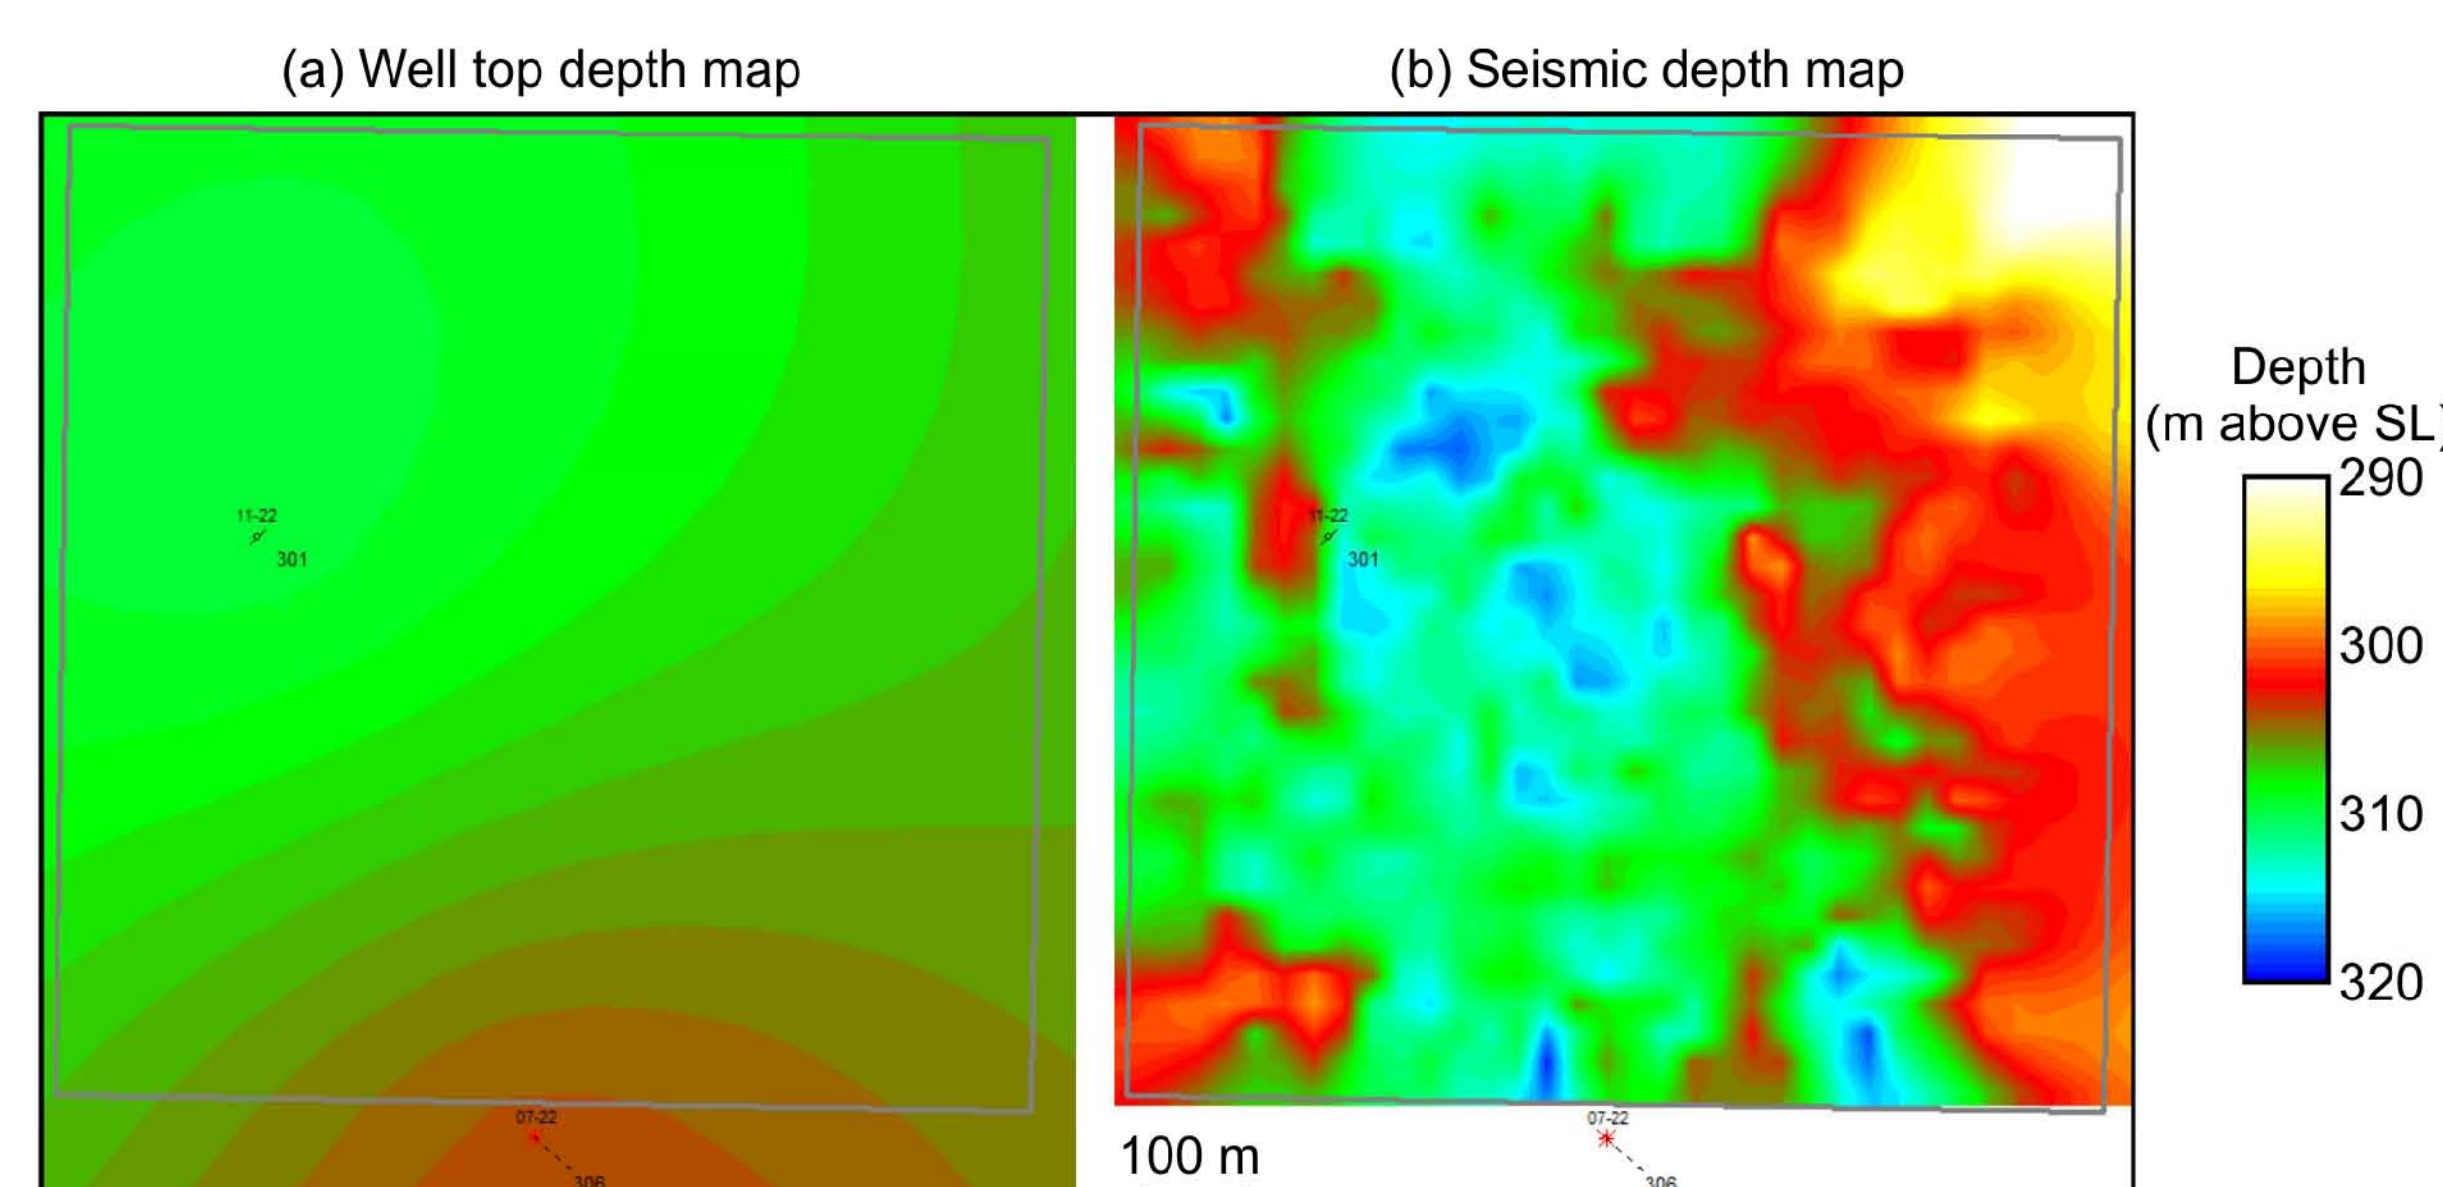 (a) Well top depth map
(b) Seismic depth map
11-22
301
11-22
301
Depth
(m above SL)
290
300
310
320
07-22
306
07-22
306
100 m